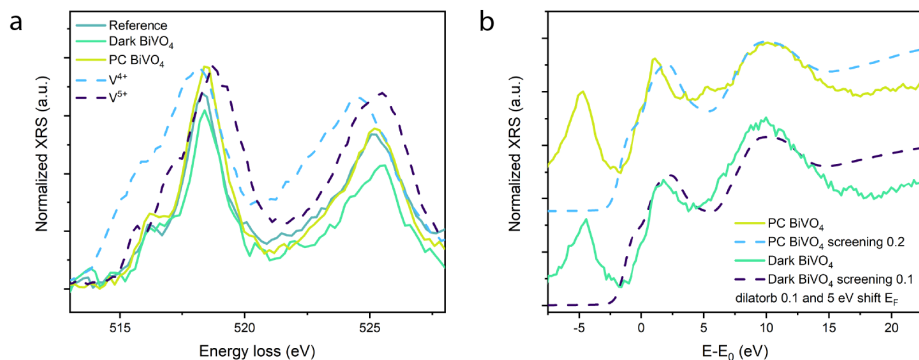 a
Reference
Dark BiVO4
PC BiVO4
V4+
V5+
Normalized XRS (a.u.)
515
520
525
Energy loss (eV)
b
Normalized XRS (a.u.)
PC BiVO4
PC BiVO4 screening 0.2
Dark BiVO4
Dark BiVO4 screening 0.1
dilatorb 0.1 and 5 eV shift EF
-7.5
-5
0
5
10
15
20
E-E0 (eV)